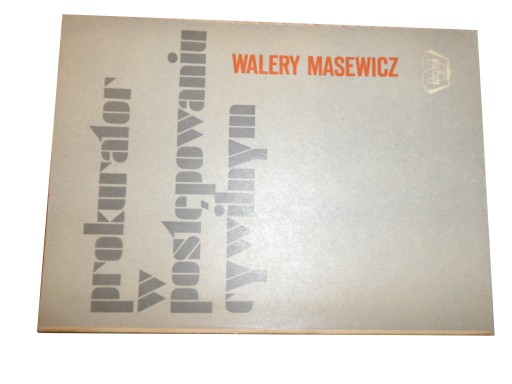 WALERY MASEWICZ
prokurator
w
postępowaniu
cywilnym